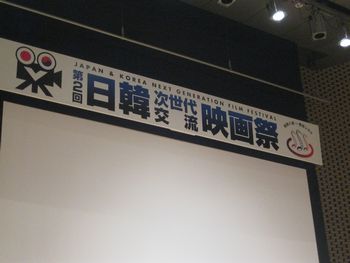 JAPAN & KOREA NEXT GENERATION FILM FESTIVAL
第2回 日韓 次世代 交流 映画祭